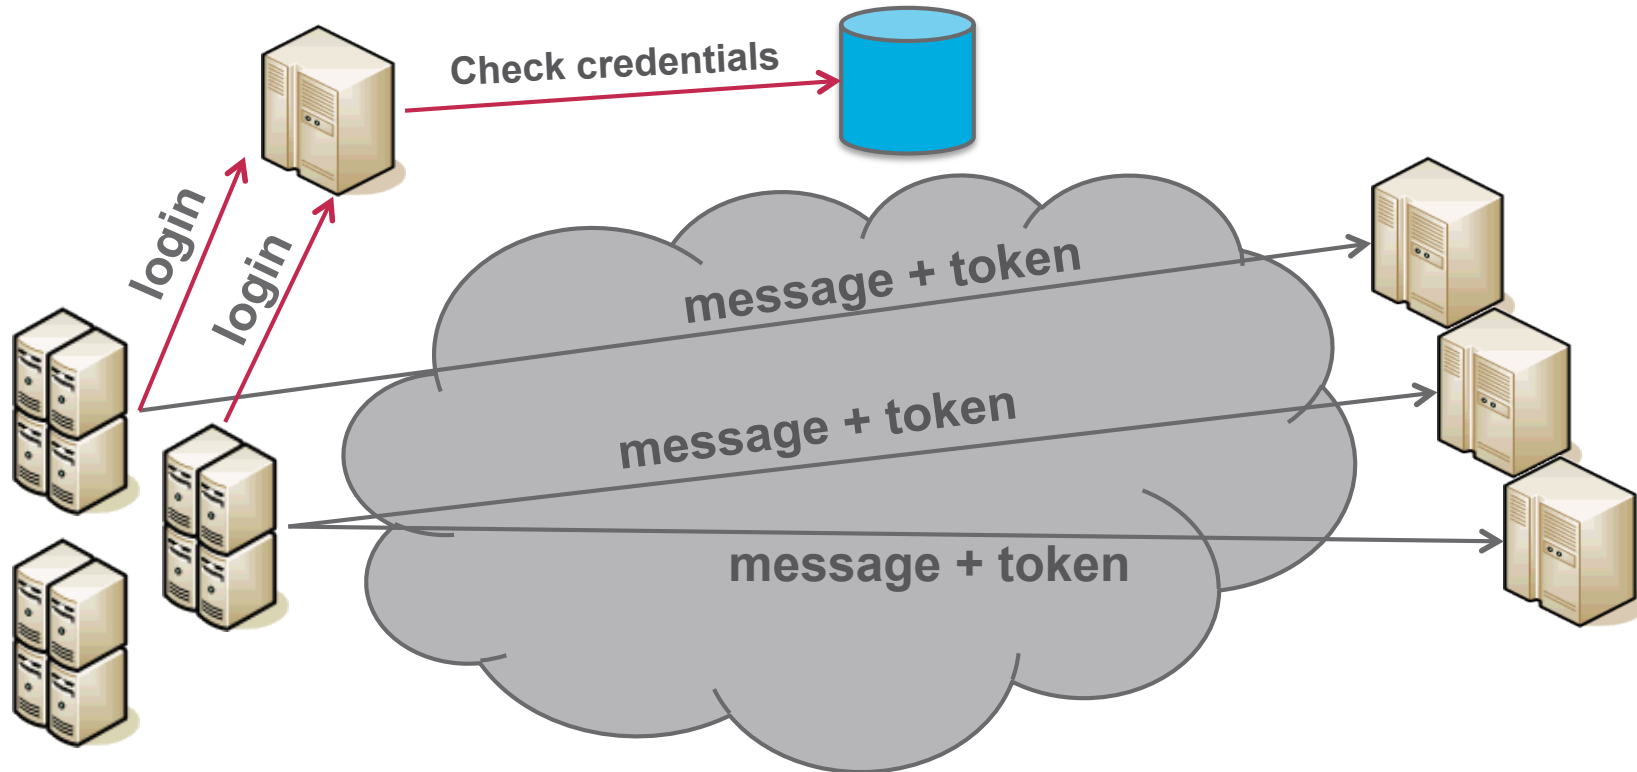 Check credentials
login
login
message + token
message + token
message + token